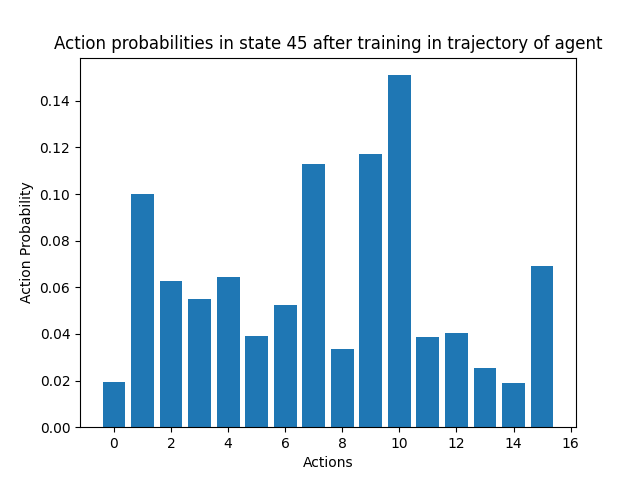 Action probabilities in state 45 after training in trajectory of agent
0.14
0.12
0.10
0.08
0.06
0.04
0.02
0.00
Action Probability
0 2 4 6 8 10 12 14 16
Actions